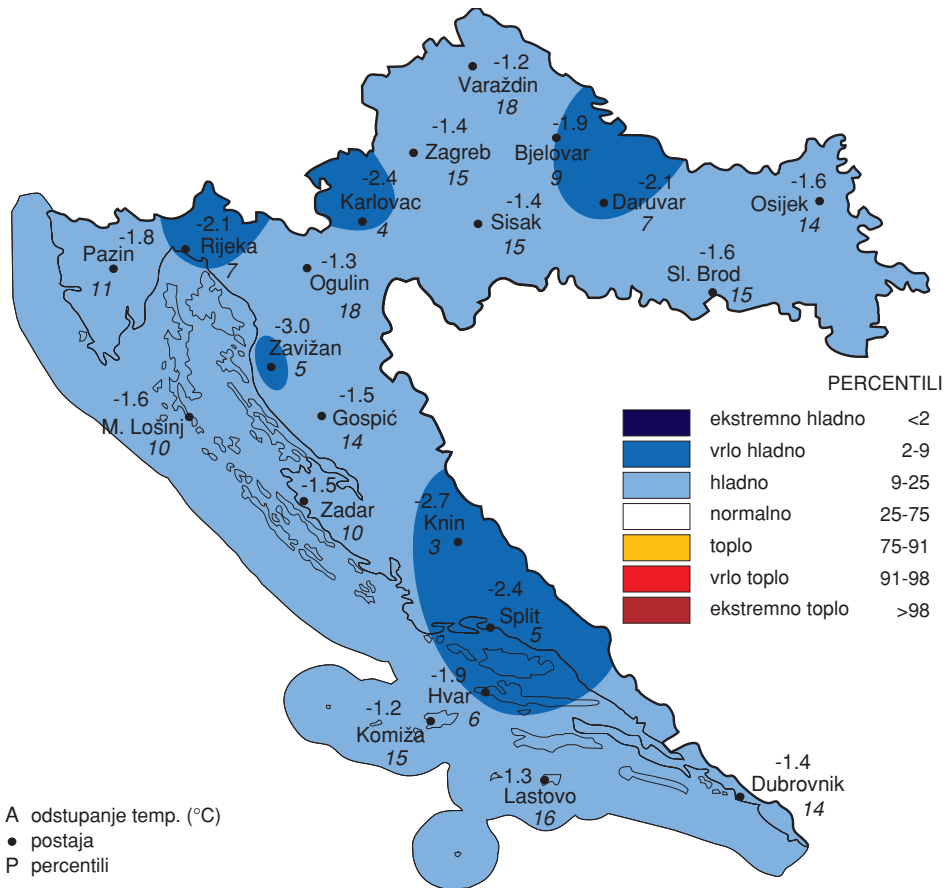 -1.2
Varaždin
18
-1.4
Zagreb
15
-1.9
Bjelovar
9
-2.4
Karlovac
4
-1.4
Sisak
15
-2.1
Daruvar
7
-1.6
Osijek
14
-1.8
Pazin
11
-2.1
Rijeka
7
-1.3
Ogulin
18
-1.6
Sl. Brod
15
-3.0
Zavižan
5
-1.6
M. Lošinj
10
-1.5
Gospić
14
-1.5
Zadar
10
-2.7
Knin
3
-2.4
Split
5
-1.9
Hvar
6
-1.2
Komiža
15
-1.3
Lastovo
16
-1.4
Dubrovnik
14
PERCENTILI
ekstremno hladno <2
vrlo hladno 2-9
hladno 9-25
normalno 25-75
toplo 75-91
vrlo toplo 91-98
ekstremno toplo >98
A odstupanje temp. (°C)
• postaja
P percentili